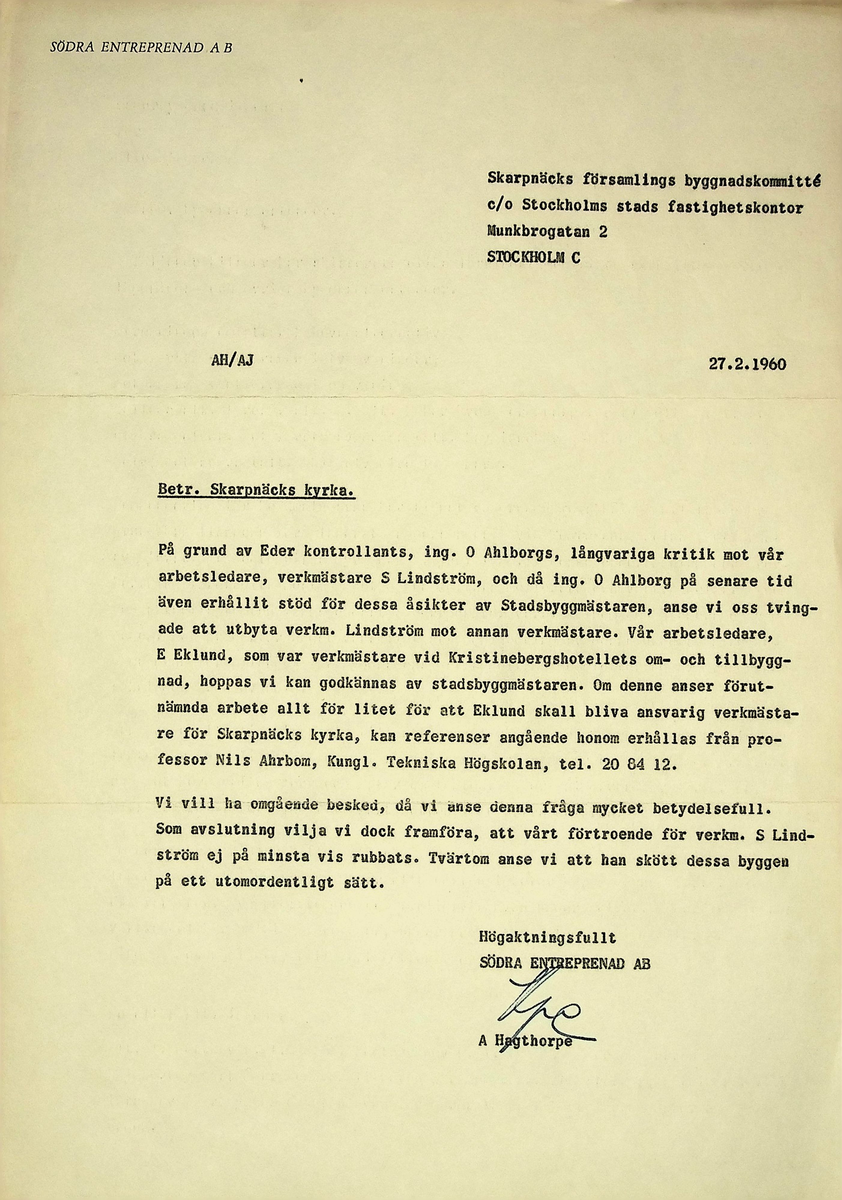 SÖDRA ENTREPRENAD AB
Skarpnäcks församlings byggnadskommitté
c/o Stockholms stads fastighetskontor
Munkbrogatan 2
STOCKHOLM C
AH/AJ 27.2.1960
Betr. Skarpnäcks kyrka.
På grund av Eder kontrollants, ing. O Ahlborgs, långvariga kritik mot vår
arbetsledare, verkmästare S Lindström, och då ing. O Ahlborg på senare tid
även erhållit stöd för dessa åsikter av Stadsbyggmästaren, anse vi oss tving-
ade att utbyta verkm. Lindström mot annan verkmästare. Vår arbetsledare,
E Eklund, som var verkmästare vid Kristinebergshotellets om- och tillbygg-
nad, hoppas vi kan godkännas av stadsbyggmästaren. Om denne anser förut-
nämnda arbete allt för litet för att Eklund skall bliva ansvarig verkmästa-
re för Skarpnäcks kyrka, kan referenser angående honom erhållas från pro-
fessor Nils Ahrbom, Kungl. Tekniska Högskolan, tel. 20 84 12.
Vi vill ha omgående besked, då vi anse denna fråga mycket betydelsefull.
Som avslutning vilja vi dock framföra, att vårt förtroende för verkm. S Lind-
ström ej på minsta vis rubbats. Tvärtom anse vi att han skött dessa byggen
på ett utomordentligt sätt.
Högaktningsfullt
SÖDRA ENTREPRENAD AB
A Hagthorpe